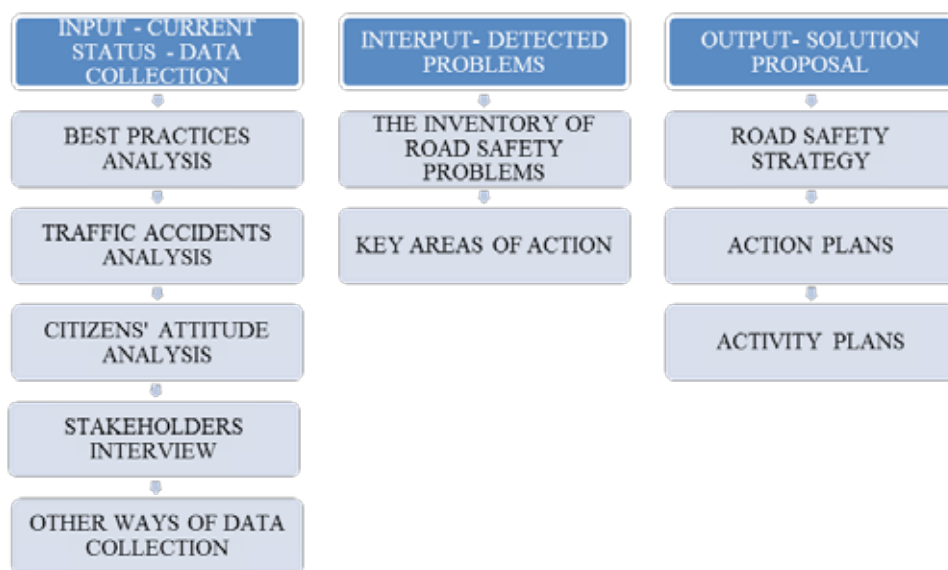 INPUT - CURRENT
STATUS - DATA
COLLECTION
BEST PRACTICES
ANALYSIS
TRAFFIC ACCIDENTS
ANALYSIS
CITIZENS' ATTITUDE
ANALYSIS
STAKEHOLDERS
INTERVIEW
OTHER WAYS OF DATA
COLLECTION
INTERPUT- DETECTED
PROBLEMS
THE INVENTORY OF
ROAD SAFETY
PROBLEMS
KEY AREAS OF ACTION
OUTPUT- SOLUTION
PROPOSAL
ROAD SAFETY
STRATEGY
ACTION PLANS
ACTIVITY PLANS